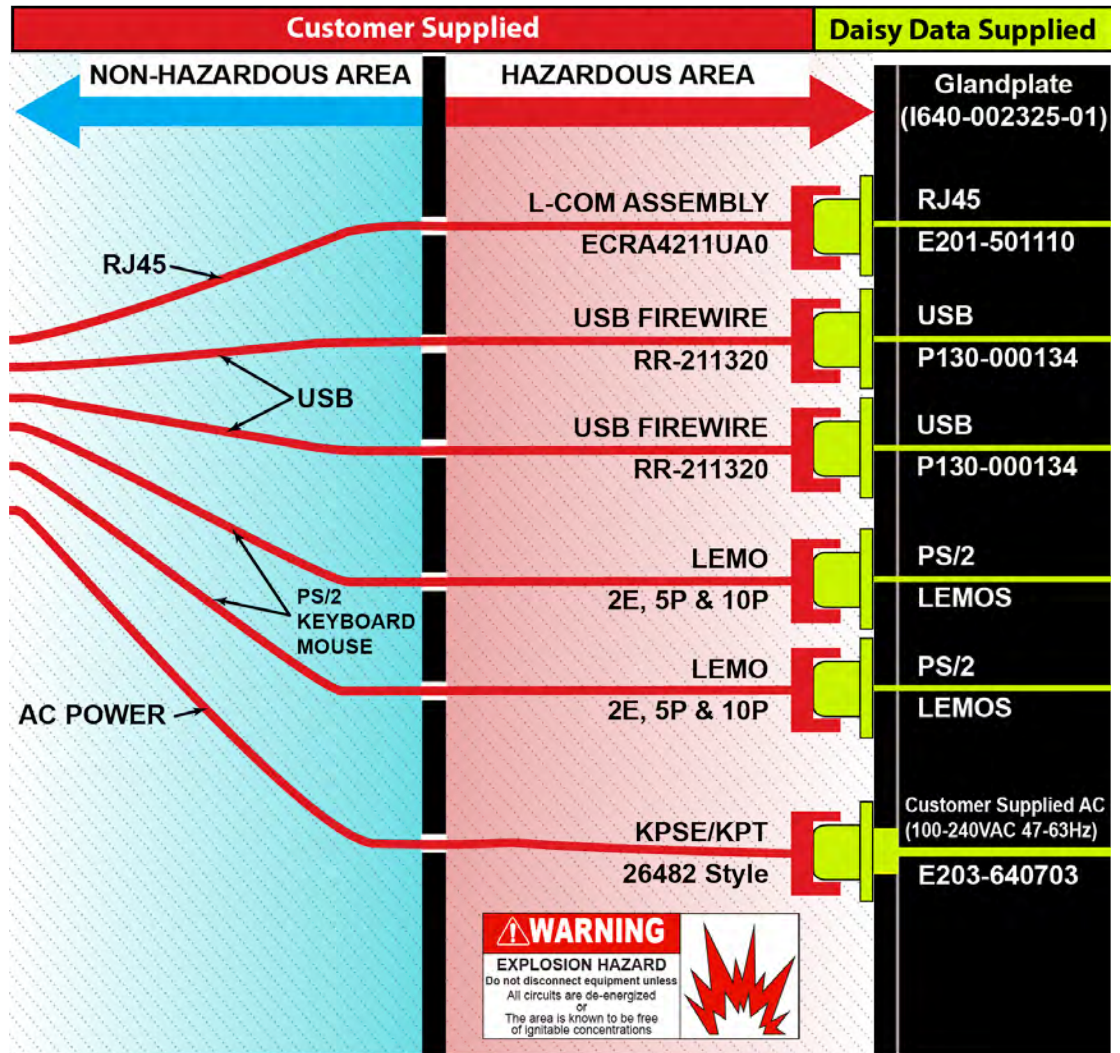 Customer Supplied
Daisy Data Supplied
NON-HAZARDOUS AREA
HAZARDOUS AREA
Glandplate
(I640-002325-01)
L-COM ASSEMBLY
ECRA4211UA0
RJ45
E201-501110
RJ45
USB FIREWIRE
RR-211320
USB
P130-000134
USB
USB FIREWIRE
RR-211320
USB
P130-000134
LEMO
2E, 5P & 10P
PS/2
LEMOS
PS/2
KEYBOARD
MOUSE
LEMO
2E, 5P & 10P
PS/2
LEMOS
AC POWER
KPSE/KPT
26482 Style
Customer Supplied AC
(100-240VAC 47-63Hz)
E203-640703
WARNING
EXPLOSION HAZARD
Do not disconnect equipment unless
All circuits are de-energized
or
The area is known to be free
of ignitable concentrations